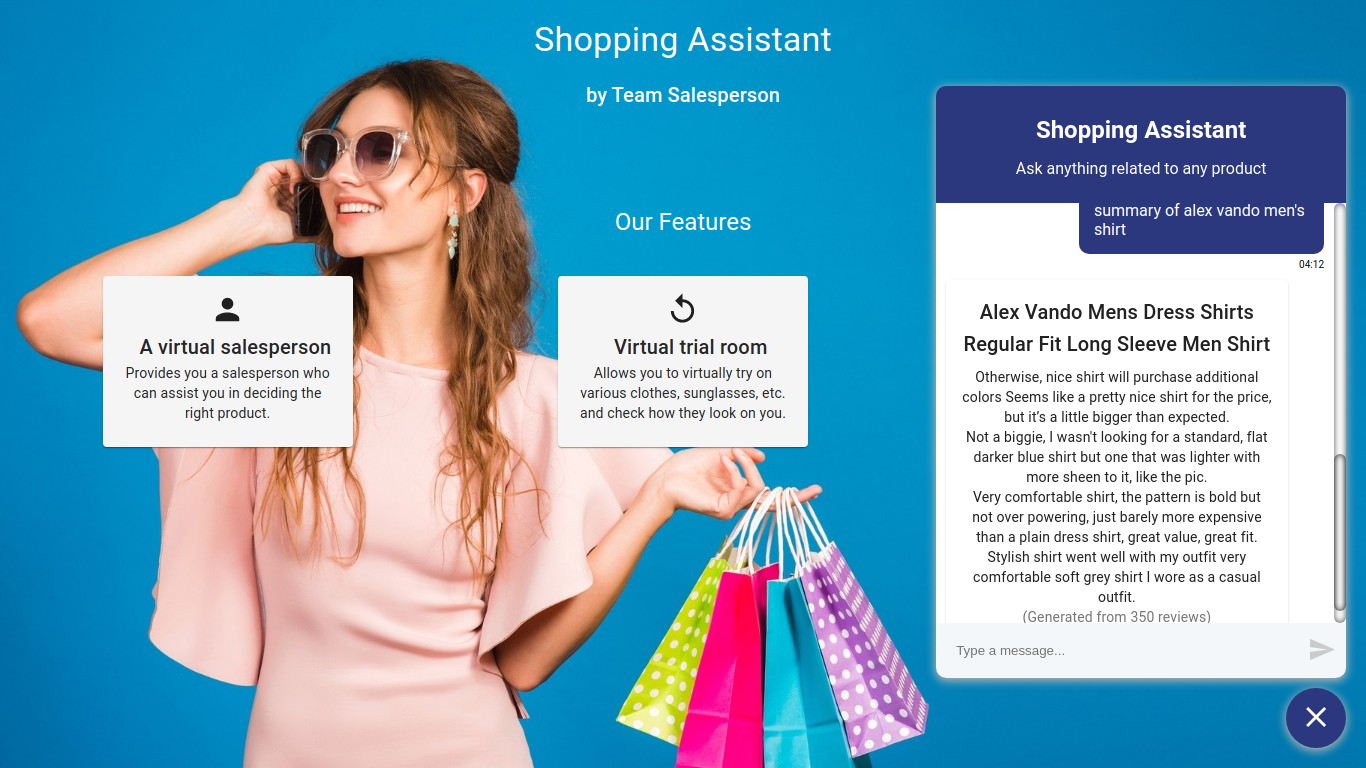 Shopping Assistant
by Team Salesperson
Our Features
A virtual salesperson
Provides you a salesperson who
can assist you in deciding the
right product.
Virtual trial room
Allows you to virtually try on
various clothes, sunglasses, etc.
and check how they look on you.
Shopping Assistant
Ask anything related to any product
summary of alex vando men's
shirt
04:12
Alex Vando Mens Dress Shirts
Regular Fit Long Sleeve Men Shirt
Otherwise, nice shirt will purchase additional
colors Seems like a pretty nice shirt for the price,
but it’s a little bigger than expected.
Not a biggie, I wasn't looking for a standard, flat
darker blue shirt but one that was lighter with
more sheen to it, like the pic.
Very comfortable shirt, the pattern is bold but
not over powering, just barely more expensive
than a plain dress shirt, great value, great fit.
Stylish shirt went well with my outfit very
comfortable soft grey shirt I wore as a casual
outfit.
(Generated from 350 reviews)
Type a message...